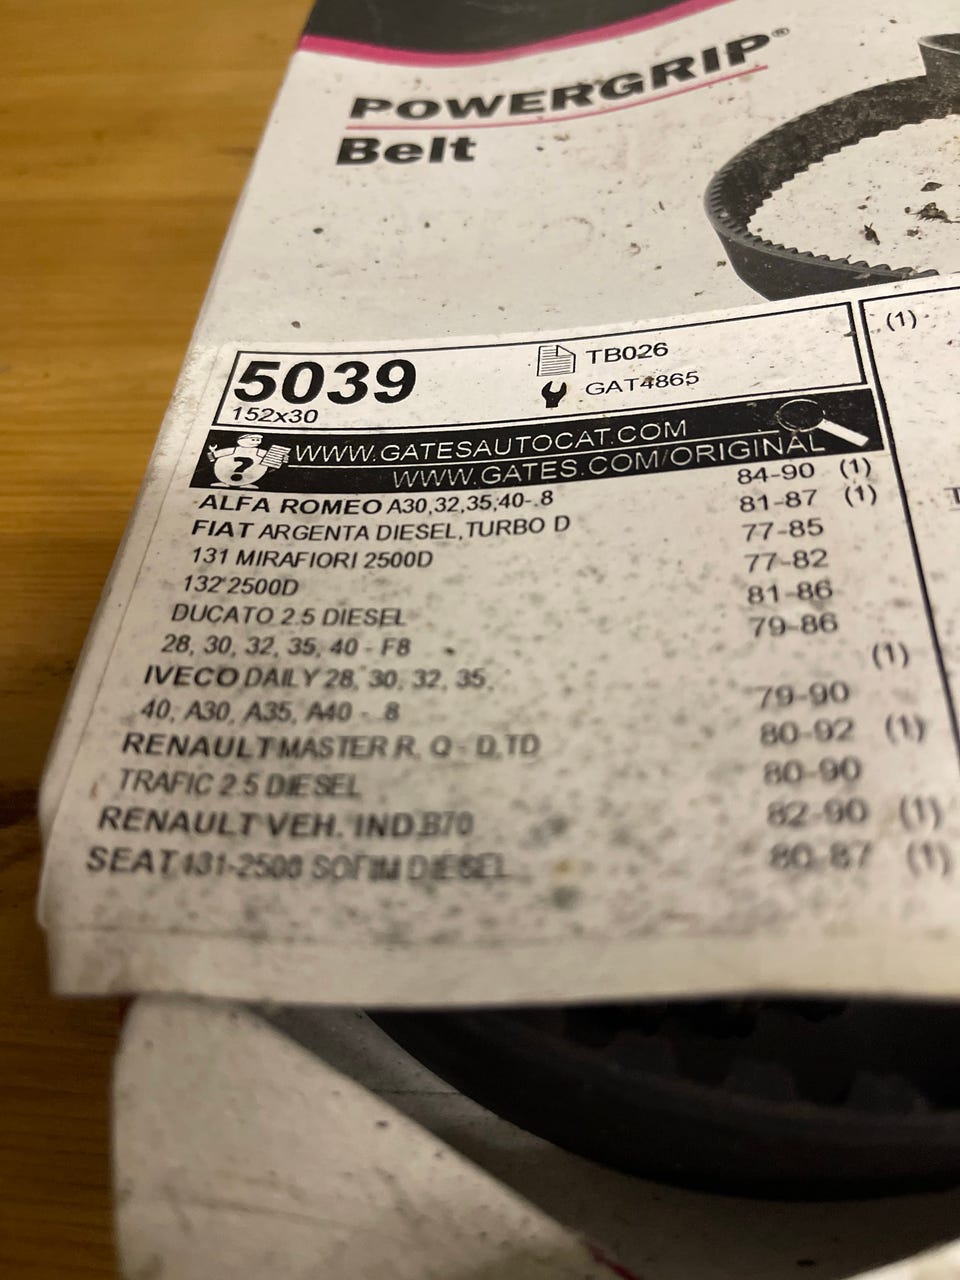 POWERGRIP®
Belt
5039
152x30
TB026
GAT4865
(1)
?
WWW.GATESAUTOCAT.COM
WWW.GATES.COM/ORIGINAL
ALFA ROMEO A30,32,35,40-.8 84-90 (1)
FIAT ARGENTA DIESEL,TURBO D 81-87 (1)
131 MIRAFIORI 2500D 77-85
132 2500D 77-82
DUCATO 2.5 DIESEL 81-86
28, 30, 32, 35, 40 - F8 79-86
IVECO DAILY 28, 30, 32, 35, (1)
40, A30, A35, A40 - .8 79-90
RENAULT MASTER R, Q - D,TD 80-92 (1)
TRAFIC 2.5 DIESEL 80-90
RENAULT VEH. IND.B70 82-90 (1)
SEAT 131-2500 SOFIM DIESEL 80-87 (1)